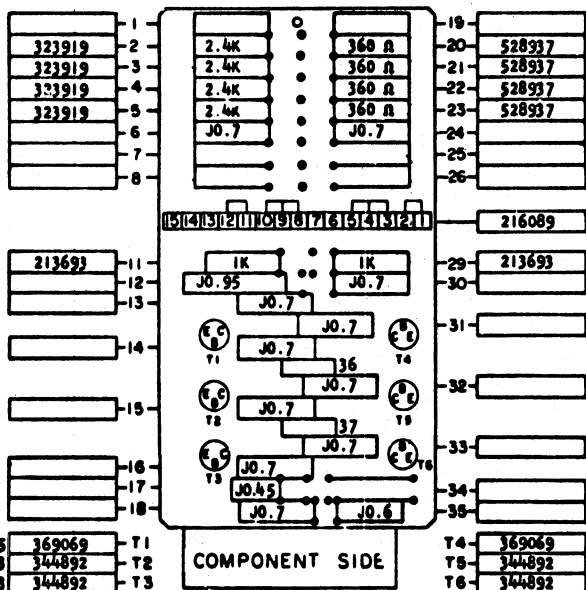 1 19
323919 2 2.4K 360 Ω 20 528937
323919 3 2.4K 360 Ω 21 528937
323919 4 2.4K 360 Ω 22 528937
323919 5 2.4K 360 Ω 23 528937
6 J0.7 J0.7 24
7 25
8 26
15 14 13 12 11 10 9 8 7 6 5 4 3 2 1 216089
213693 11 1K 1K 29 213693
12 J0.95 J0.7 30
13 J0.7
J0.7 31
14 E C B T1 J0.7 B C E T4
36
J0.7 32
15 E C B T2 J0.7 B C E T5
37
J0.7 33
16 E C B T3 J0.7 B C E T6
17 J0.45 34
18 J0.7 J0.6 35
369069 T1 T4 369069
344892 T2 COMPONENT SIDE T5 344892
344892 T3 T6 344892